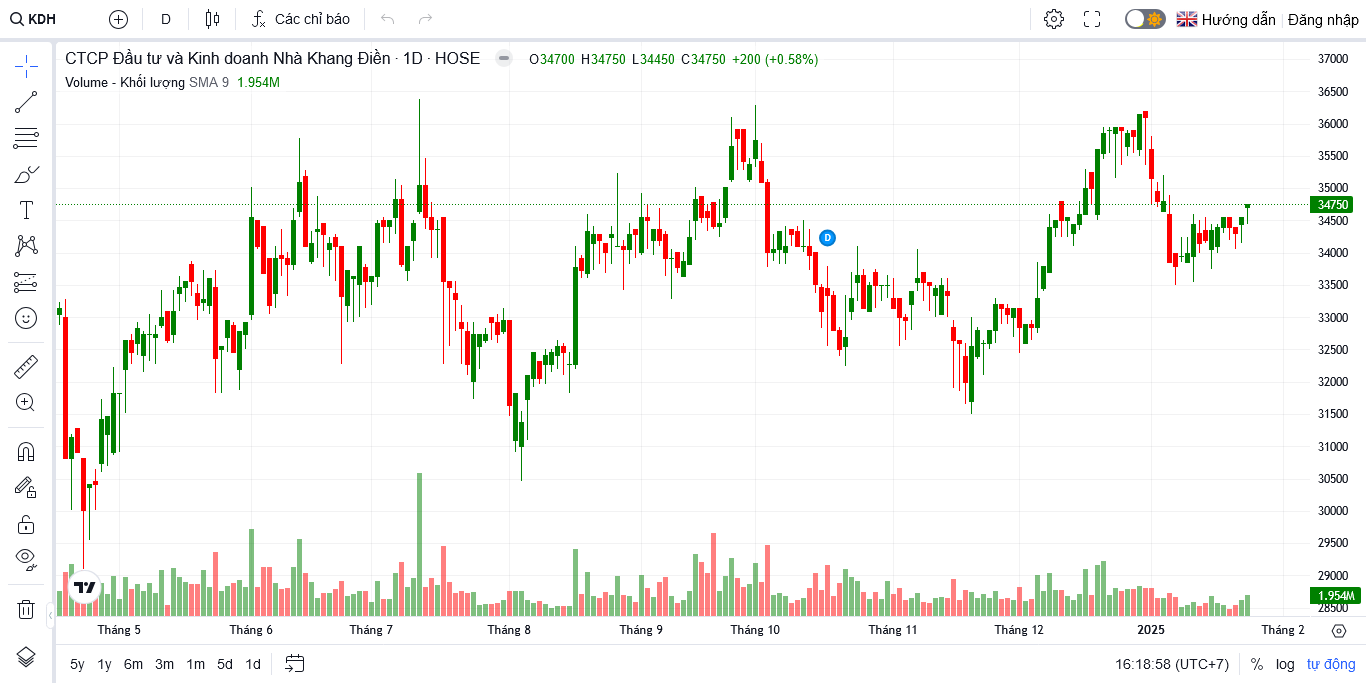 KDH D Các chỉ báo Hướng dẫn Đăng nhập
CTCP Đầu tư và Kinh doanh Nhà Khang Điền · 1D · HOSE O34700 H34750 L34450 C34750 +200 (+0.58%)
Volume - Khối lượng SMA 9 1.954M
37000
36500
36000
35500
35000
34750
34500
34000
33500
33000
32500
32000
31500
31000
30500
30000
29500
29000
1.954M
28500
D
Tháng 5 Tháng 6 Tháng 7 Tháng 8 Tháng 9 Tháng 10 Tháng 11 Tháng 12 2025 Tháng 2
5y 1y 6m 3m 1m 5d 1d 16:18:58 (UTC+7) % log tự động